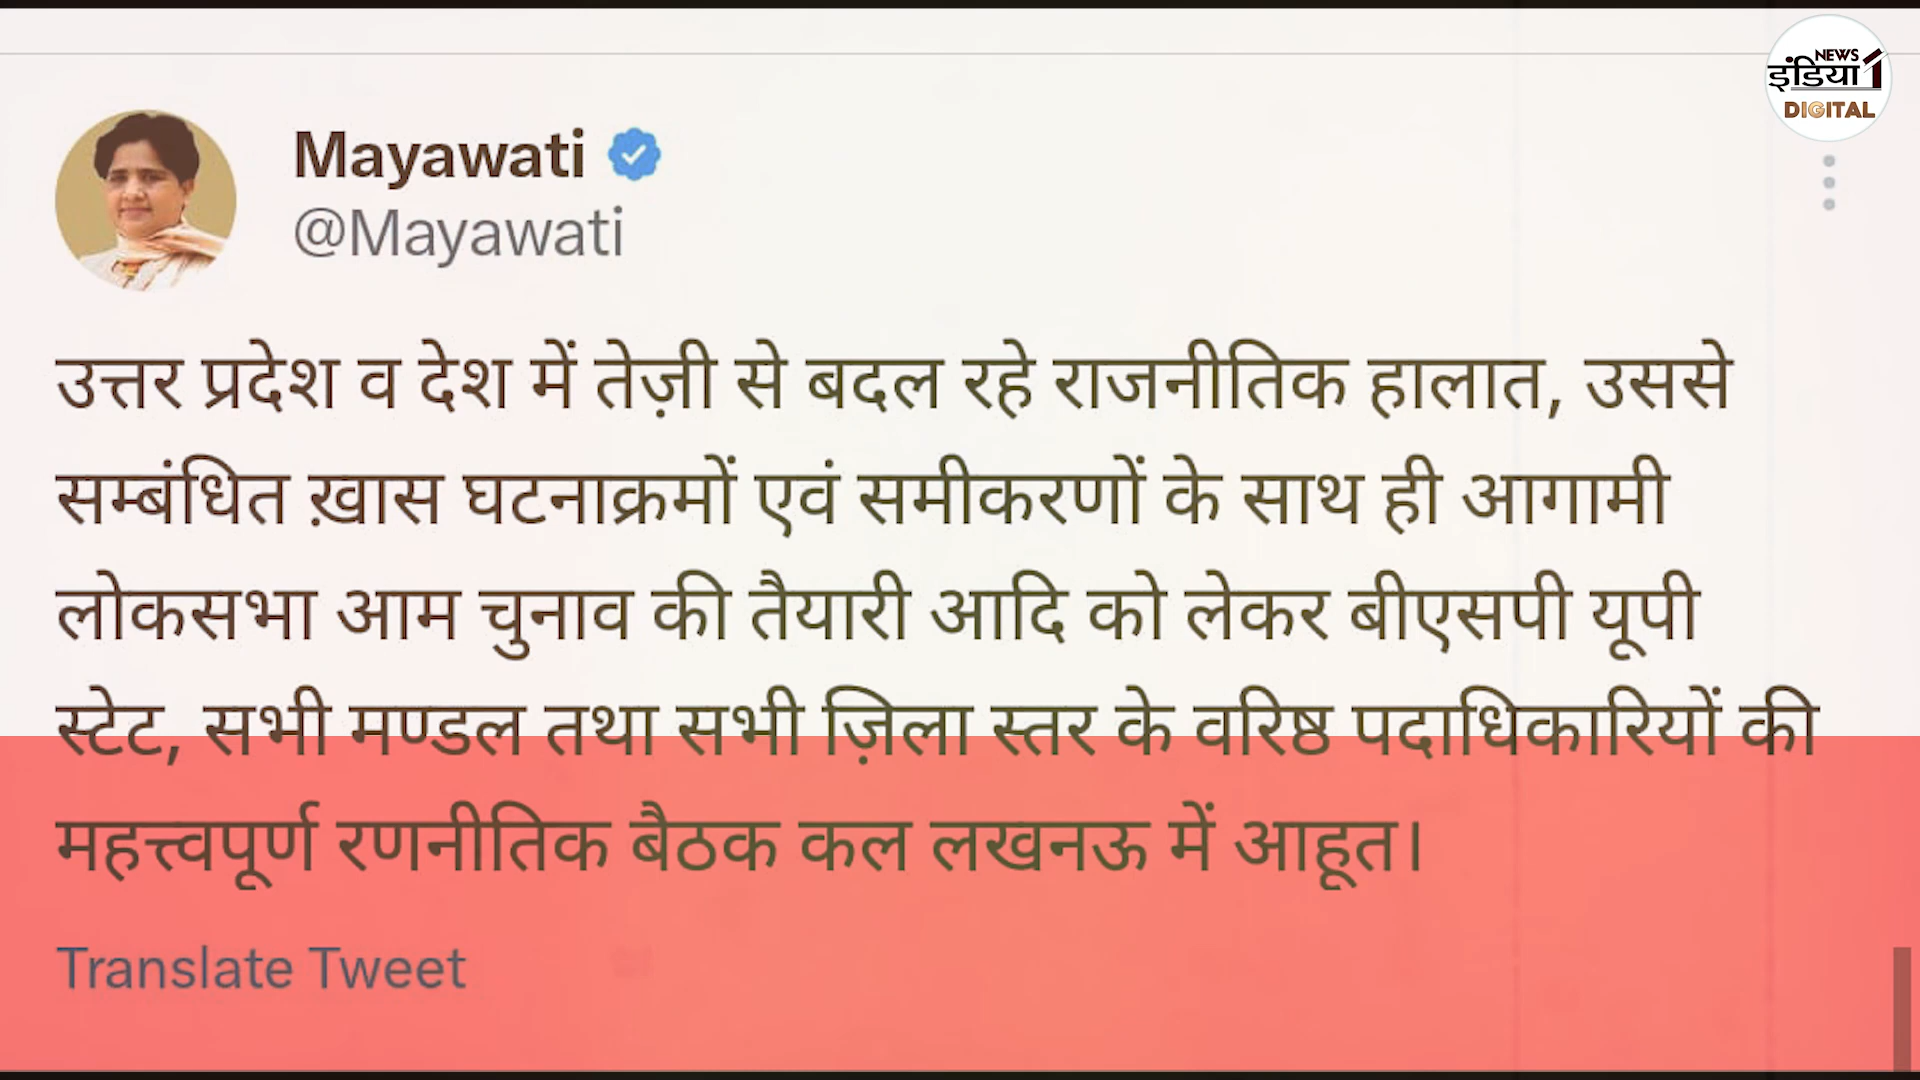 NEWS
इंडिया 1
DIGITAL
Mayawati
@Mayawati
उत्तर प्रदेश व देश में तेज़ी से बदल रहे राजनीतिक हालात, उससे
सम्बंधित ख़ास घटनाक्रमों एवं समीकरणों के साथ ही आगामी
लोकसभा आम चुनाव की तैयारी आदि को लेकर बीएसपी यूपी
स्टेट, सभी मण्डल तथा सभी ज़िला स्तर के वरिष्ठ पदाधिकारियों की
महत्त्वपूर्ण रणनीतिक बैठक कल लखनऊ में आहूत।
Translate Tweet